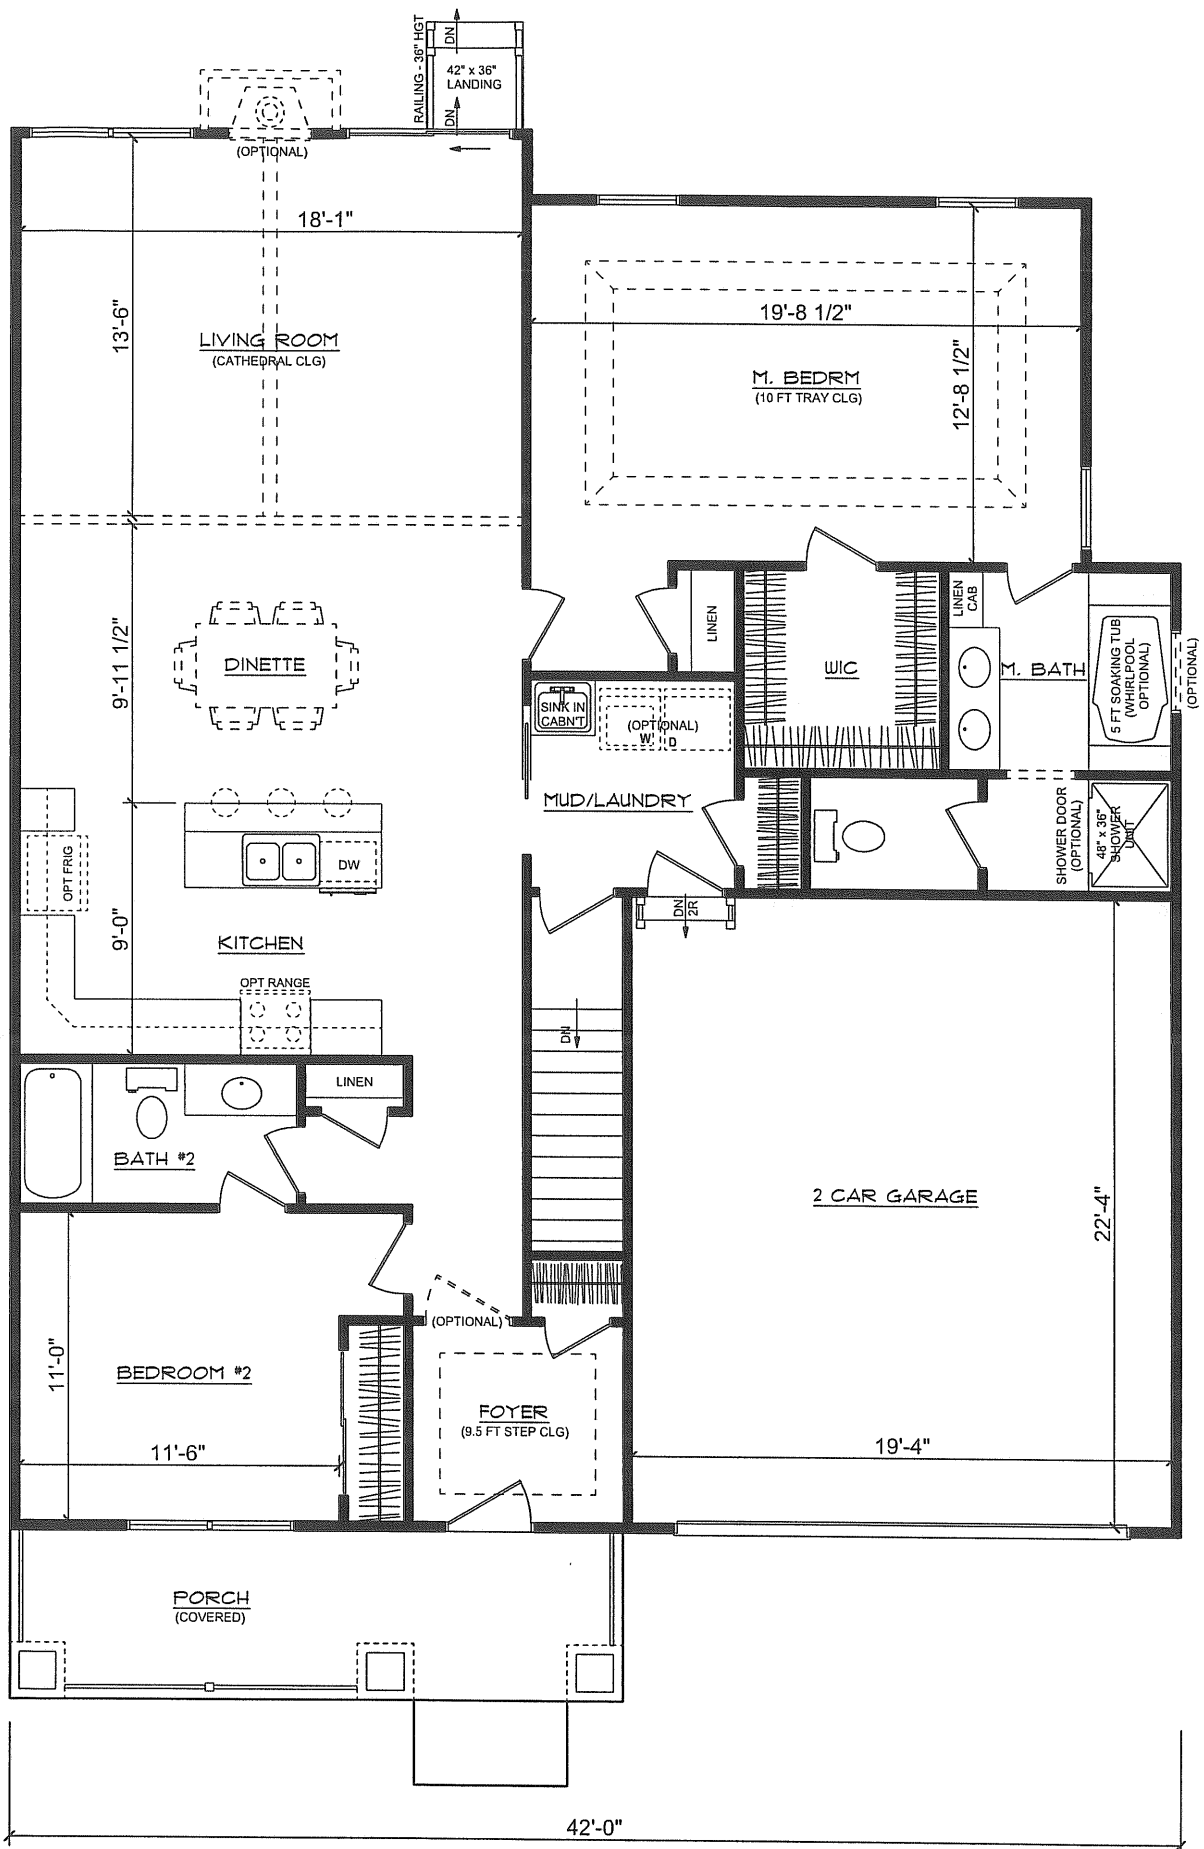 RAILING - 36" HGT
DN
42" x 36"
LANDING
DN
(OPTIONAL)
18'-1"
13'-6"
LIVING ROOM
(CATHEDRAL CLG)
19'-8 1/2"
12'-8 1/2"
M. BEDRM
(10 FT TRAY CLG)
9'-11 1/2"
DINETTE
LINEN
WIC
LINEN
CAB
M. BATH
5 FT SOAKING TUB
(WHIRLPOOL
OPTIONAL)
(OPTIONAL)
SINK IN
CABN'T
(OPTIONAL)
W D
MUD/LAUNDRY
SHOWER DOOR
(OPTIONAL)
48" x 36"
SHOWER
UNIT
OPT FRIG
DW
9'-0"
KITCHEN
OPT RANGE
DN
2R
DN
LINEN
BATH #2
2 CAR GARAGE
22'-4"
(OPTIONAL)
11'-0"
BEDROOM #2
11'-6"
FOYER
(9.5 FT STEP CLG)
19'-4"
PORCH
(COVERED)
42'-0"